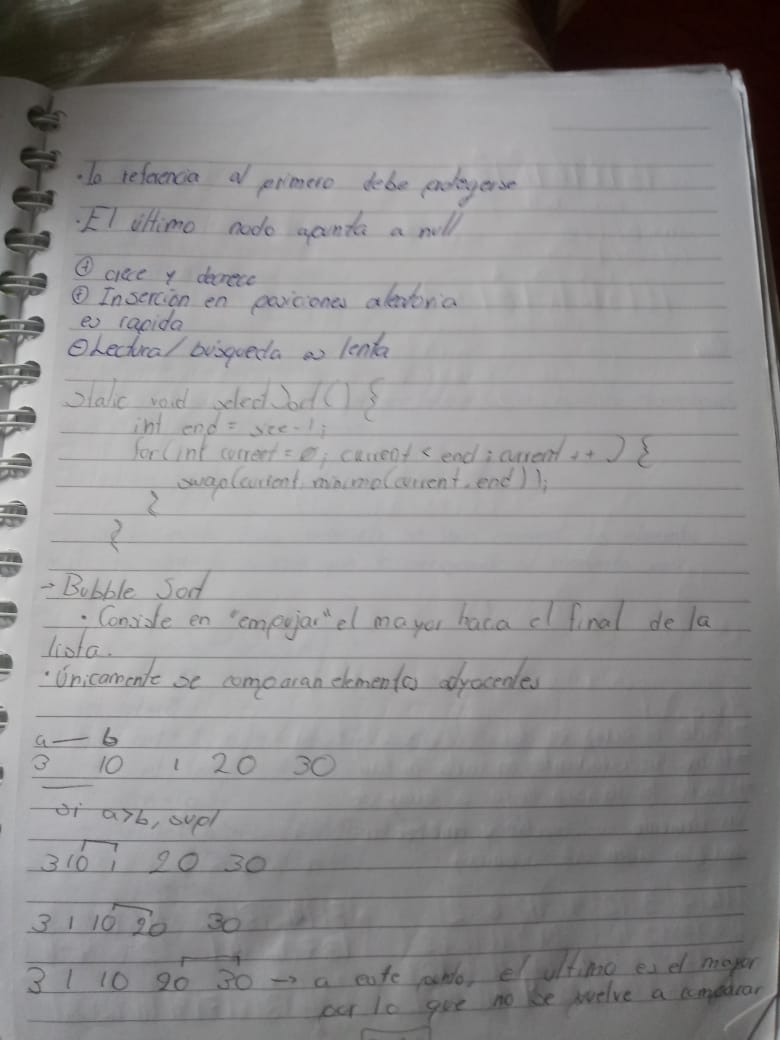 ·la referencia al primero debe protegerse
·El último nodo apunta a null
⊕ crece y decrece
⊕ Inserción en posiciones aleatoria
es rapida
⊖ Lectura/ búsqueda es lenta
static void selectSort() {
int end = size-1;
for(int current = 0; current < end; current ++) {
swap(current, minimo(current, end));
}
}
→ Bubble Sort
· Consiste en "empujar" el mayor hacia el final de la
lista.
· Únicamente se comparan elementos adyacentes
a — b
3 10 1 20 30
si a>b,
3 10 1 20 30
3 1 10 20 30
3 1 10 20 30 → a este punto, el ultimo es el mayor
por lo que no se vuelve a comparar